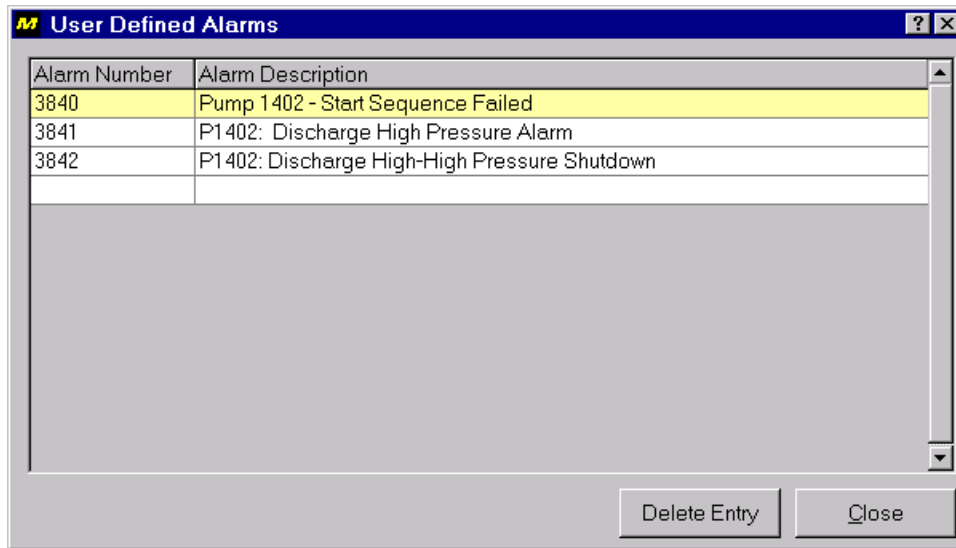 M User Defined Alarms ? X
Alarm Number Alarm Description
3840 Pump 1402 - Start Sequence Failed
3841 P1402:  Discharge High Pressure Alarm
3842 P1402: Discharge High-High Pressure Shutdown
Delete Entry Close